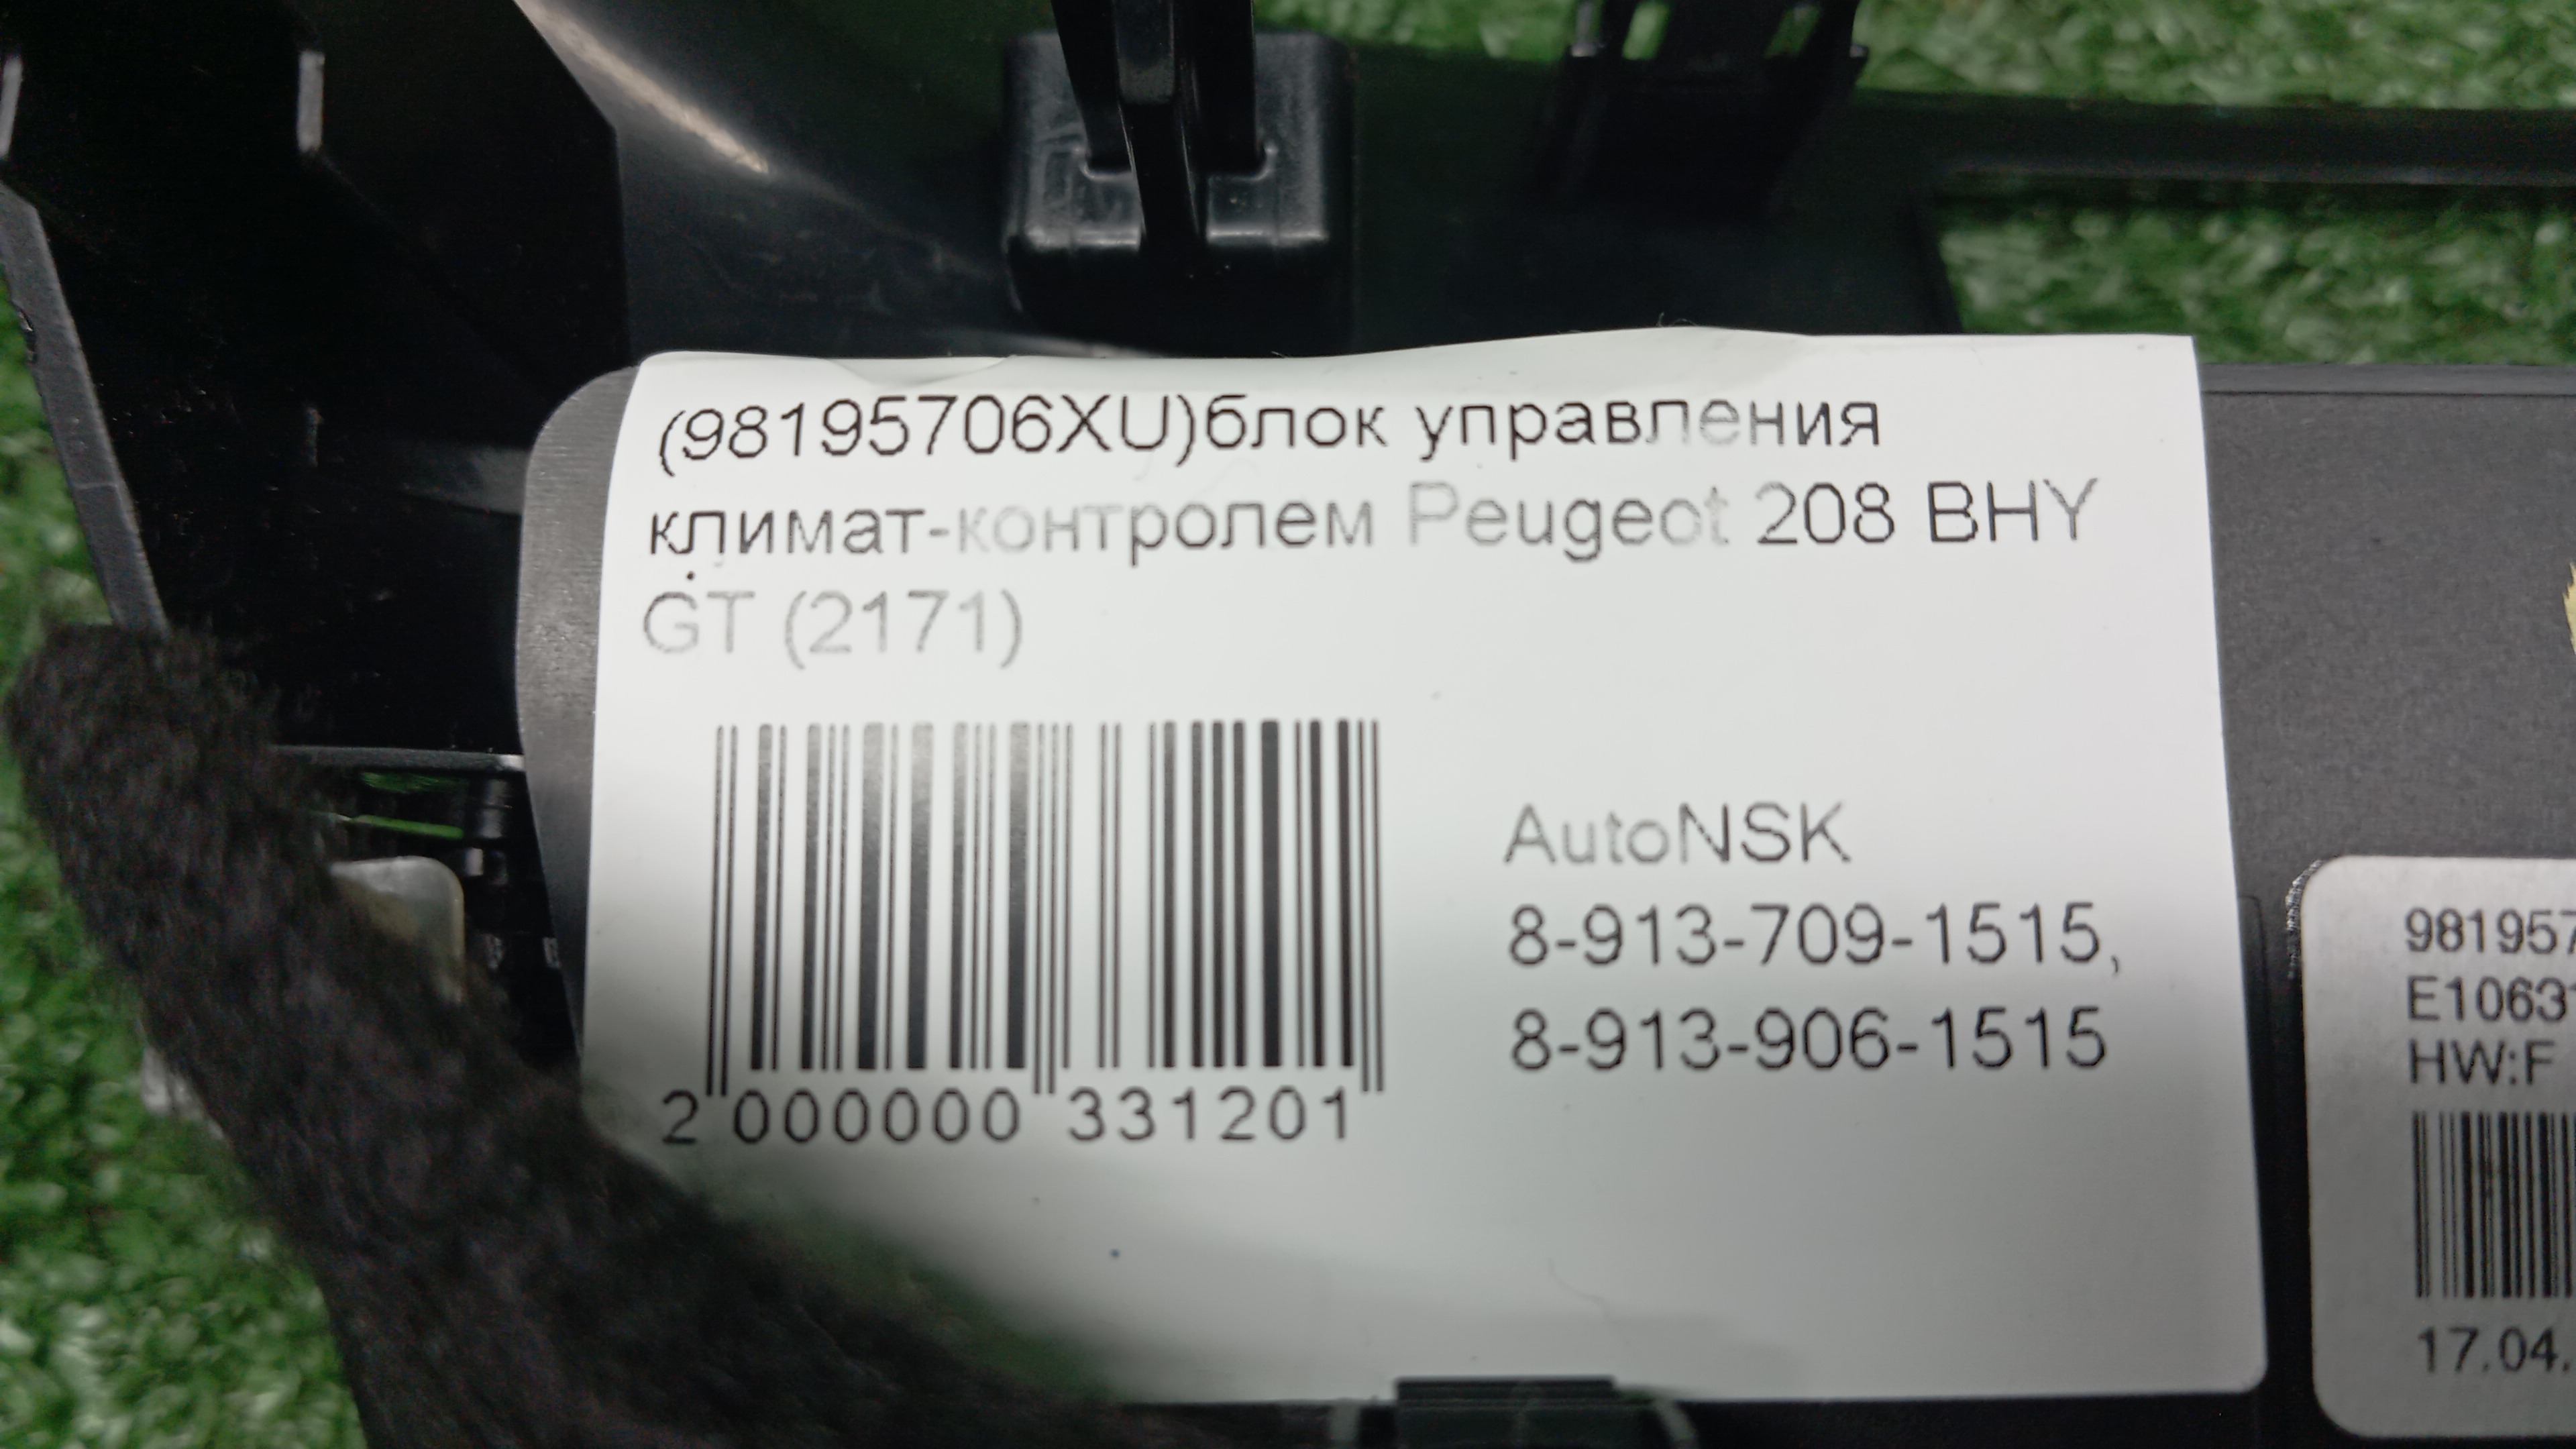 (98195706XU)блок управления
климат-контролем Peugeot 208 BHY
GT (2171)
2 000000 331201
AutoNSK
8-913-709-1515,
8-913-906-1515
981957
E10631
HW:F
17.04.